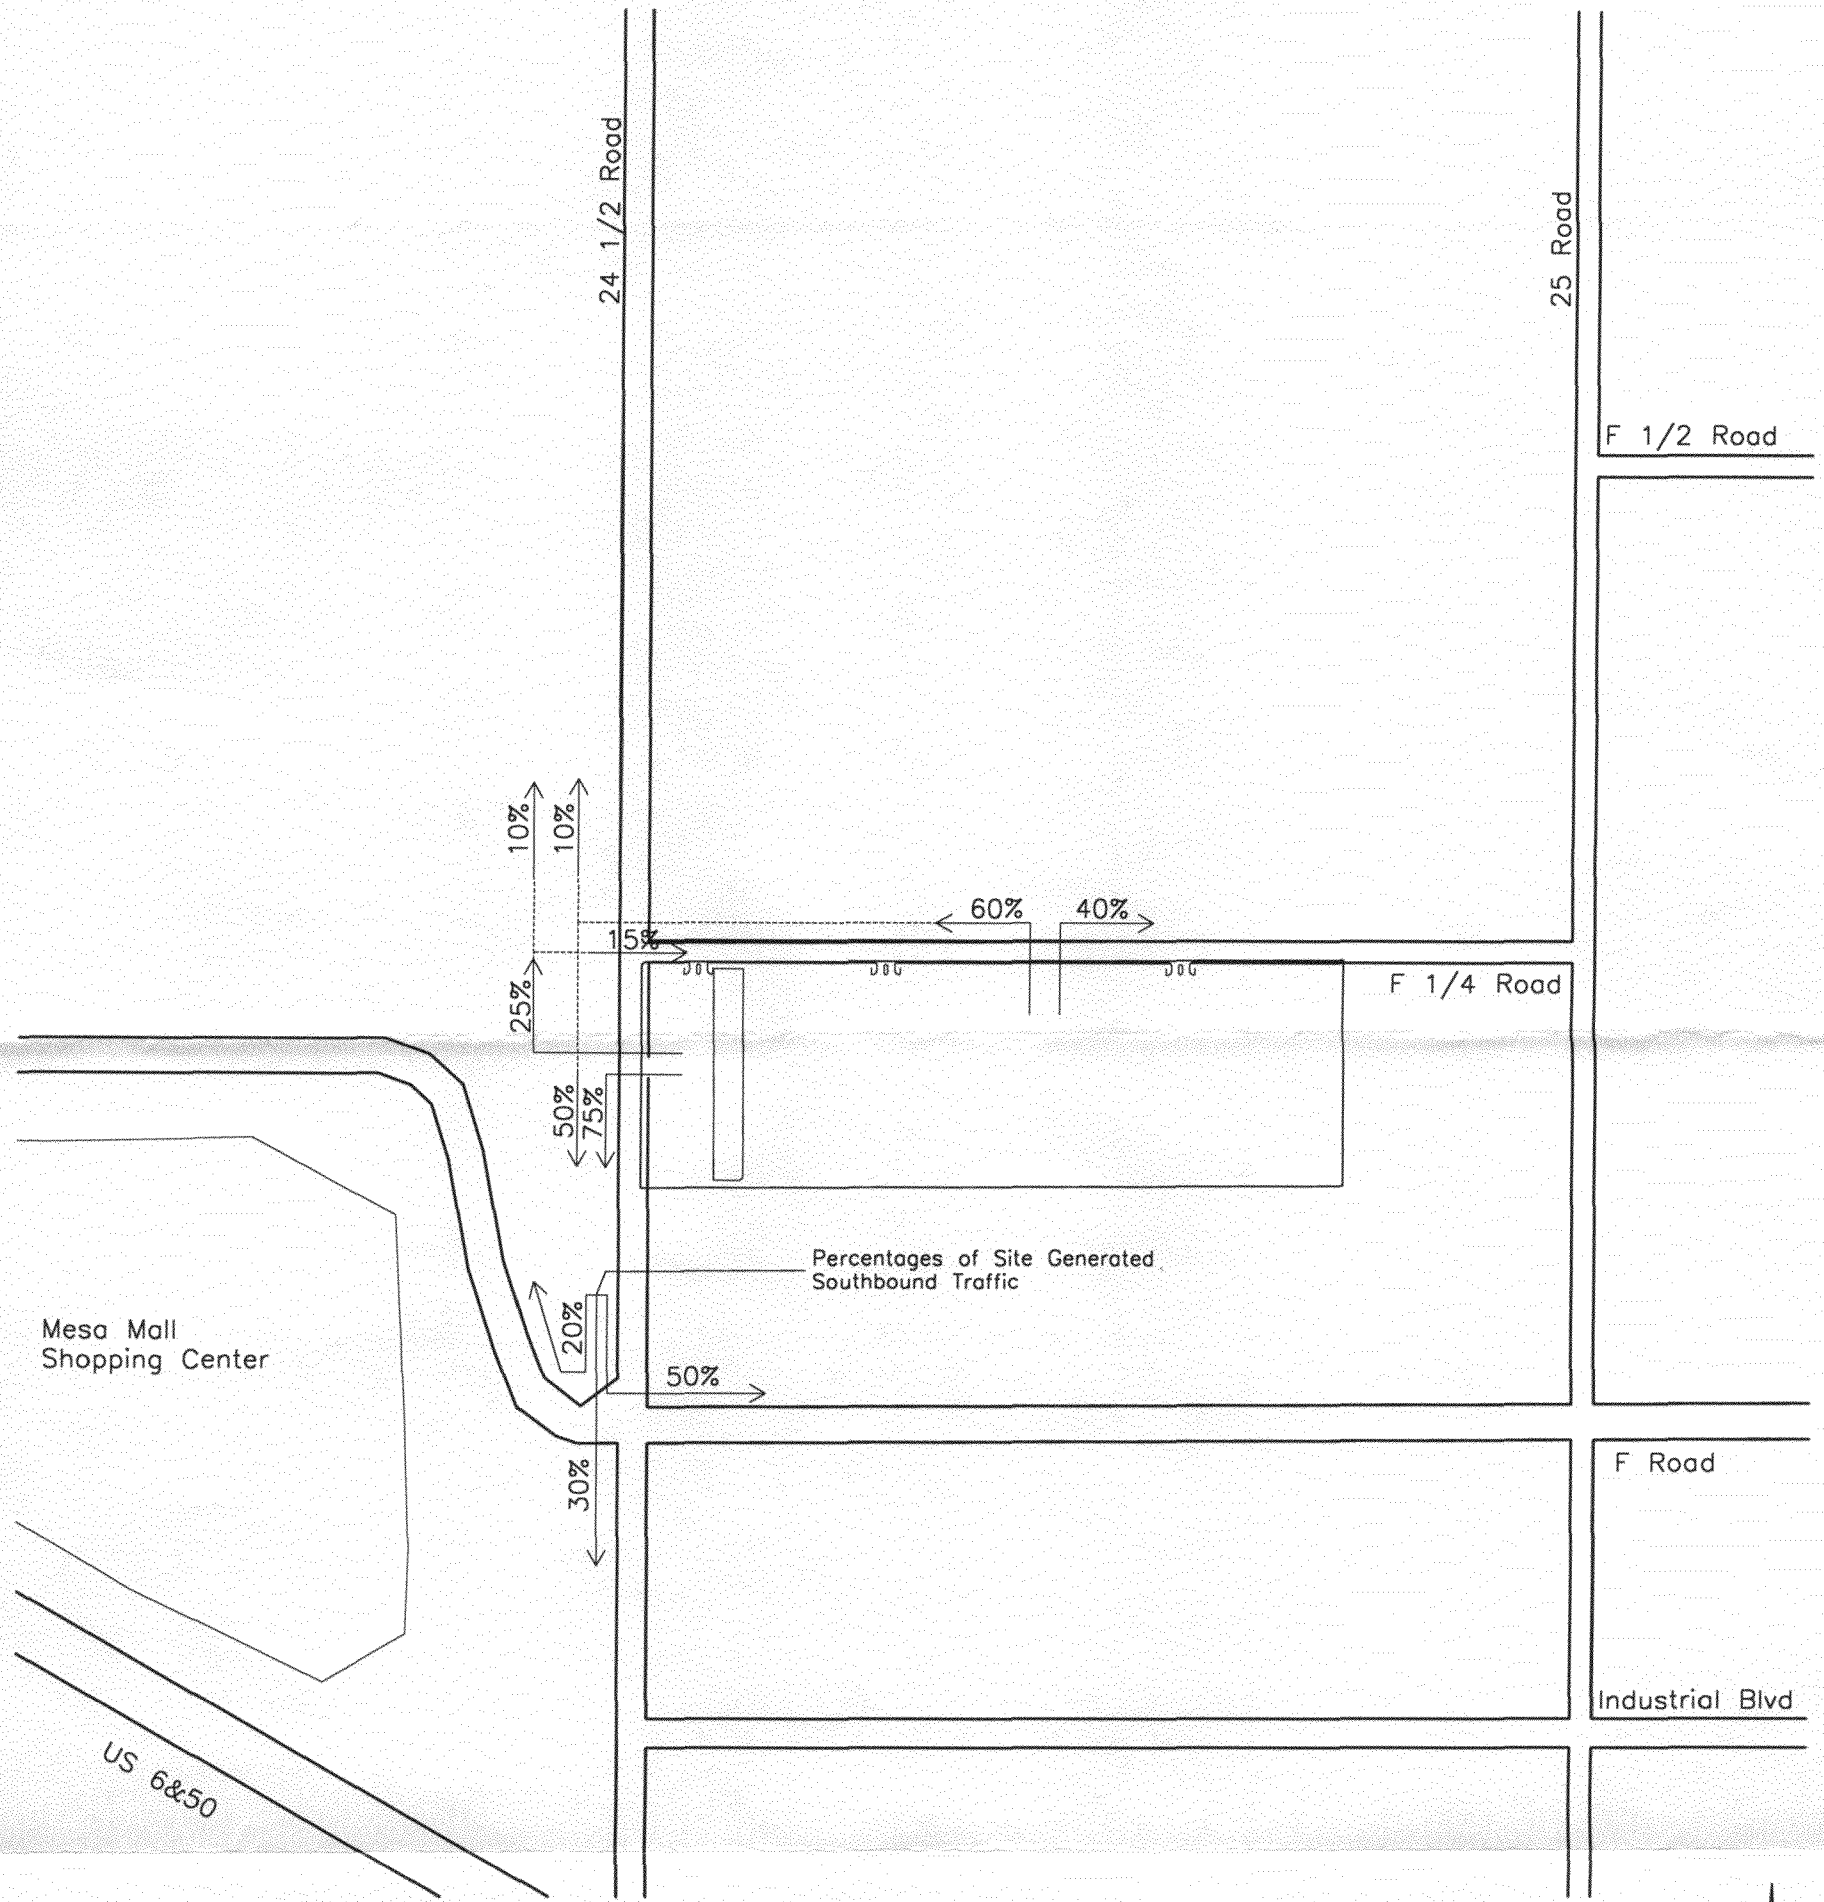 24 1/2 Road
25 Road
F 1/2 Road
10%
10%
60%
40%
15%
25%
F 1/4 Road
50%
75%
Percentages of Site Generated
Southbound Traffic
20%
Mesa Mall
Shopping Center
50%
30%
F Road
Industrial Blvd
US 6&50